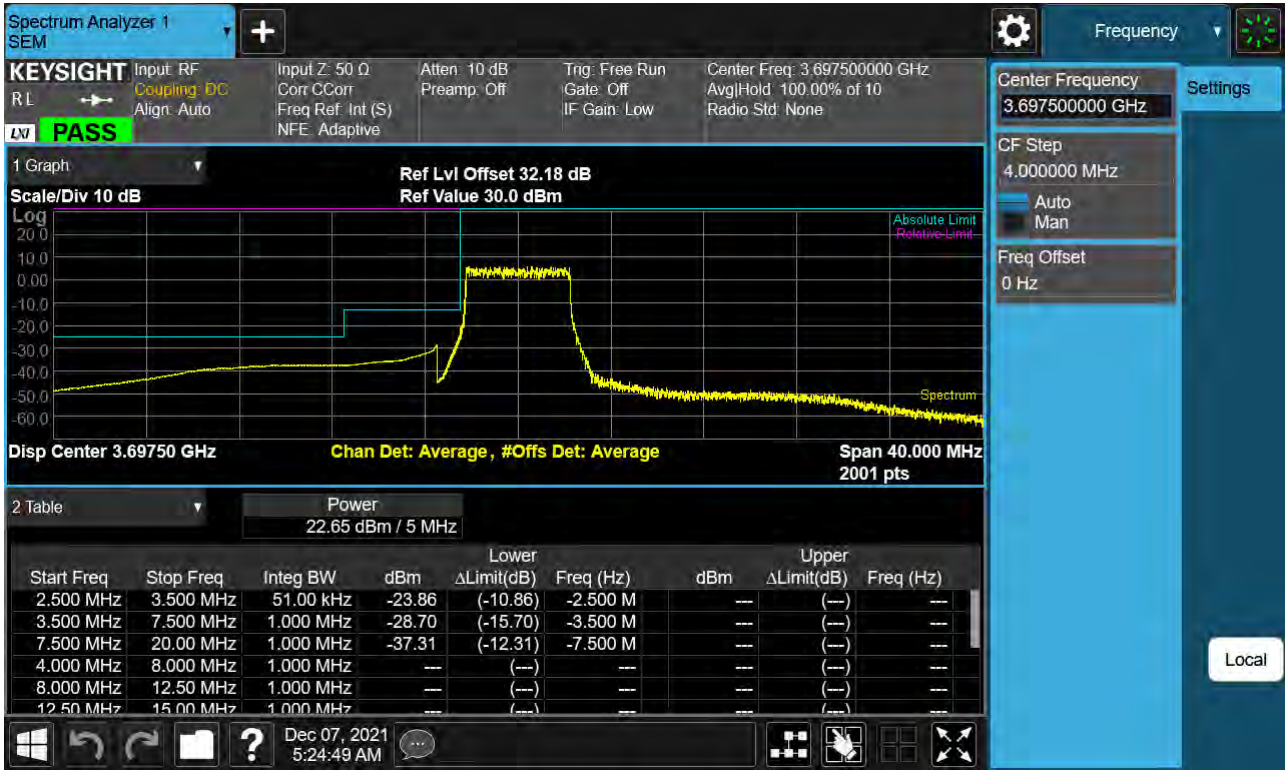 Spectrum Analyzer 1
SEM
+
Frequency
KEYSIGHT
RL
LXI
PASS
Input: RF
Coupling: DC
Align: Auto
Input Z: 50 Ω
Corr CCorr
Freq Ref: Int (S)
NFE: Adaptive
Atten: 10 dB
Preamp: Off
Trig: Free Run
Gate: Off
IF Gain: Low
Center Freq: 3.697500000 GHz
Avg|Hold: 100.00% of 10
Radio Std: None
Center Frequency
3.697500000 GHz
Settings
CF Step
4.000000 MHz
Auto
Man
Freq Offset
0 Hz
Local
1 Graph
Scale/Div 10 dB
Ref Lvl Offset 32.18 dB
Ref Value 30.0 dBm
Log
20.0
10.0
0.00
-10.0
-20.0
-30.0
-40.0
-50.0
-60.0
Absolute Limit
Relative Limit
Spectrum
Disp Center 3.69750 GHz
Chan Det: Average, #Offs Det: Average
Span 40.000 MHz
2001 pts
2 Table
Power
22.65 dBm / 5 MHz
Lower Upper
Start Freq Stop Freq Integ BW dBm ΔLimit(dB) Freq (Hz) dBm ΔLimit(dB) Freq (Hz)
2.500 MHz 3.500 MHz 51.00 kHz -23.86 (-10.86) -2.500 M --- (---) ---
3.500 MHz 7.500 MHz 1.000 MHz -28.70 (-15.70) -3.500 M --- (---) ---
7.500 MHz 20.00 MHz 1.000 MHz -37.31 (-12.31) -7.500 M --- (---) ---
4.000 MHz 8.000 MHz 1.000 MHz --- (---) --- --- (---) ---
8.000 MHz 12.50 MHz 1.000 MHz --- (---) --- --- (---) ---
12.50 MHz 15.00 MHz 1.000 MHz --- (---) --- --- (---) ---
?
Dec 07, 2021
5:24:49 AM